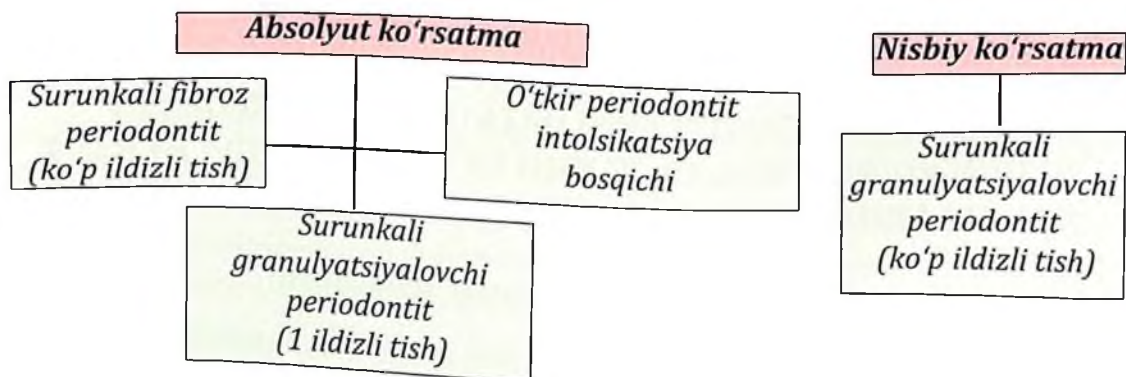 Absolyut ko‘rsatma
Surunkali fibroz
periodontit
(ko‘p ildizli tish)
O‘tkir periodontit
intolsikatsiya
bosqichi
Surunkali
granulyatsiyalovchi
periodontit
(1 ildizli tish)
Nisbiy ko‘rsatma
Surunkali
granulyatsiyalovchi
periodontit
(ko‘p ildizli tish)